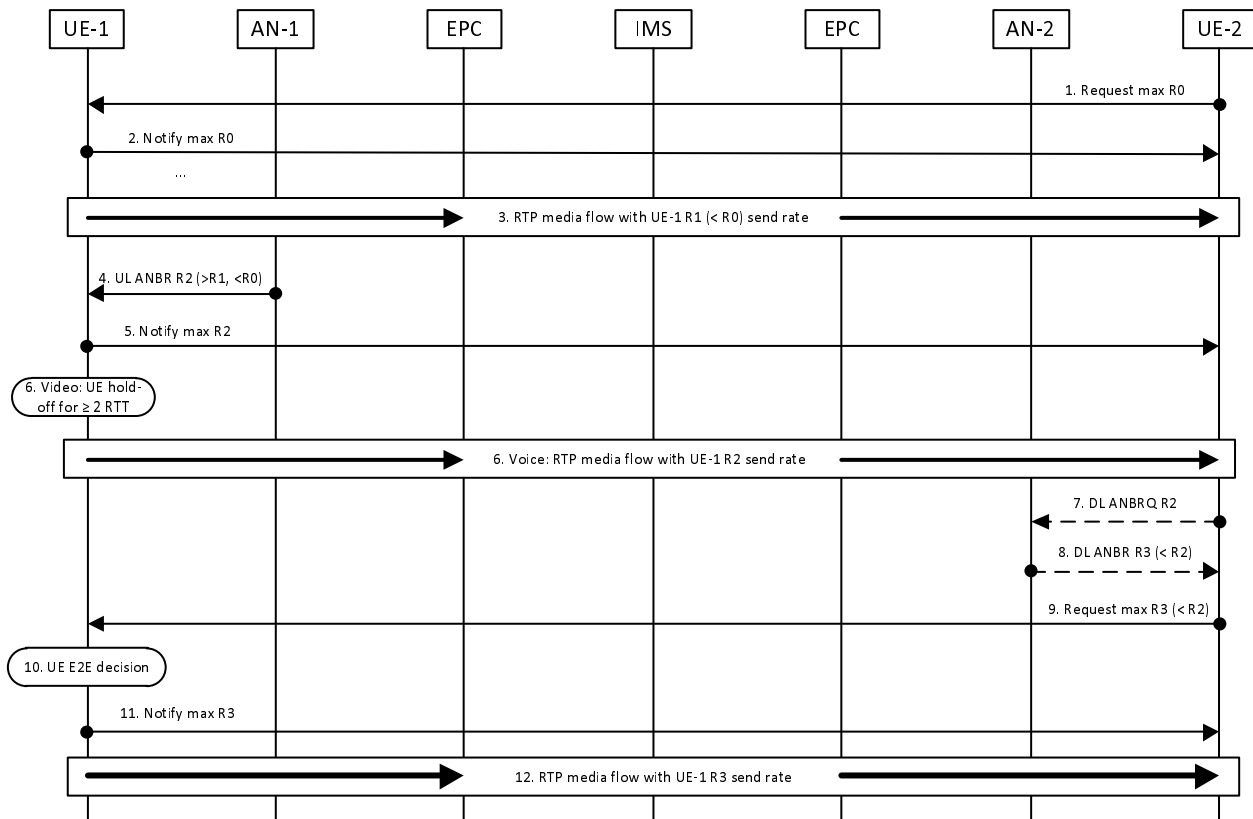 UE-1
AN-1
EPC
IMS
EPC
AN-2
UE-2
1. Request max R0
2. Notify max R0
...
3. RTP media flow with UE-1 R1 (< R0) send rate
4. UL ANBR R2 (>R1, <R0)
5. Notify max R2
6. Video: UE hold-
off for ≥ 2 RTT
6. Voice: RTP media flow with UE-1 R2 send rate
7. DL ANBRQ R2
8. DL ANBR R3 (< R2)
9. Request max R3 (< R2)
10. UE E2E decision
11. Notify max R3
12. RTP media flow with UE-1 R3 send rate